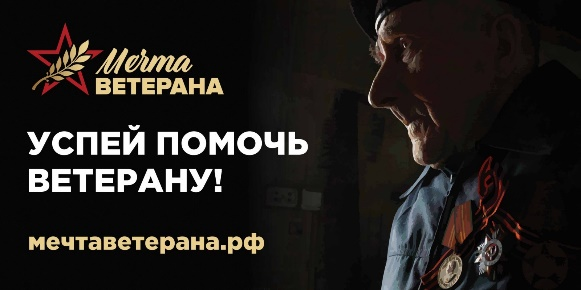 Мечта
ВЕТЕРАНА
УСПЕЙ ПОМОЧЬ
ВЕТЕРАНУ!
мечтаветерана.рф